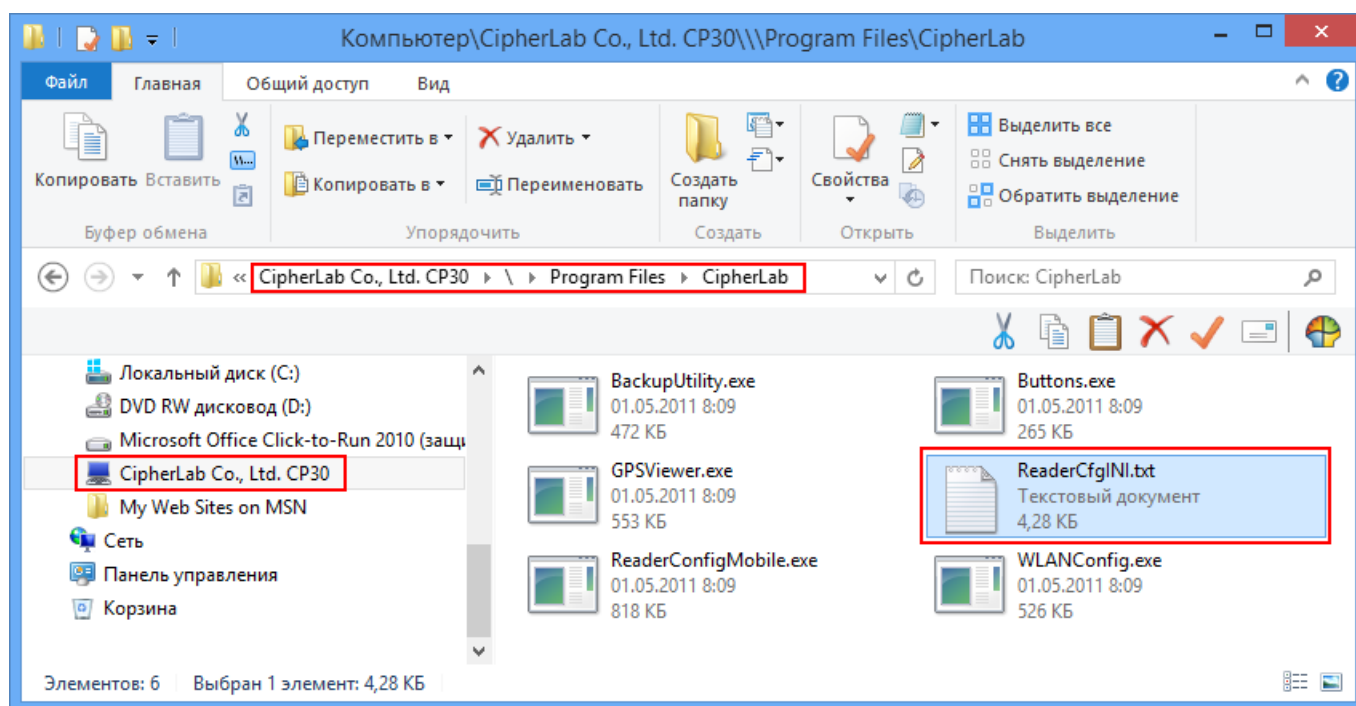 Компьютер\CipherLab Co., Ltd. CP30\\\Program Files\CipherLab
Файл Главная Общий доступ Вид
Копировать Вставить
Переместить в
Копировать в
Удалить
Переименовать
Создать папку
Свойства
Выделить все
Снять выделение
Обратить выделение
Буфер обмена Упорядочить Создать Открыть Выделить
« CipherLab Co., Ltd. CP30 \ Program Files CipherLab
Поиск: CipherLab
Локальный диск (C:)
DVD RW дисковод (D:)
Microsoft Office Click-to-Run 2010 (защи
CipherLab Co., Ltd. CP30
My Web Sites on MSN
Сеть
Панель управления
Корзина
BackupUtility.exe
01.05.2011 8:09
472 КБ
Buttons.exe
01.05.2011 8:09
265 КБ
GPSViewer.exe
01.05.2011 8:09
553 КБ
ReaderCfgINI.txt
Текстовый документ
4,28 КБ
ReaderConfigMobile.exe
01.05.2011 8:09
818 КБ
WLANConfig.exe
01.05.2011 8:09
526 КБ
Элементов: 6 Выбран 1 элемент: 4,28 КБ